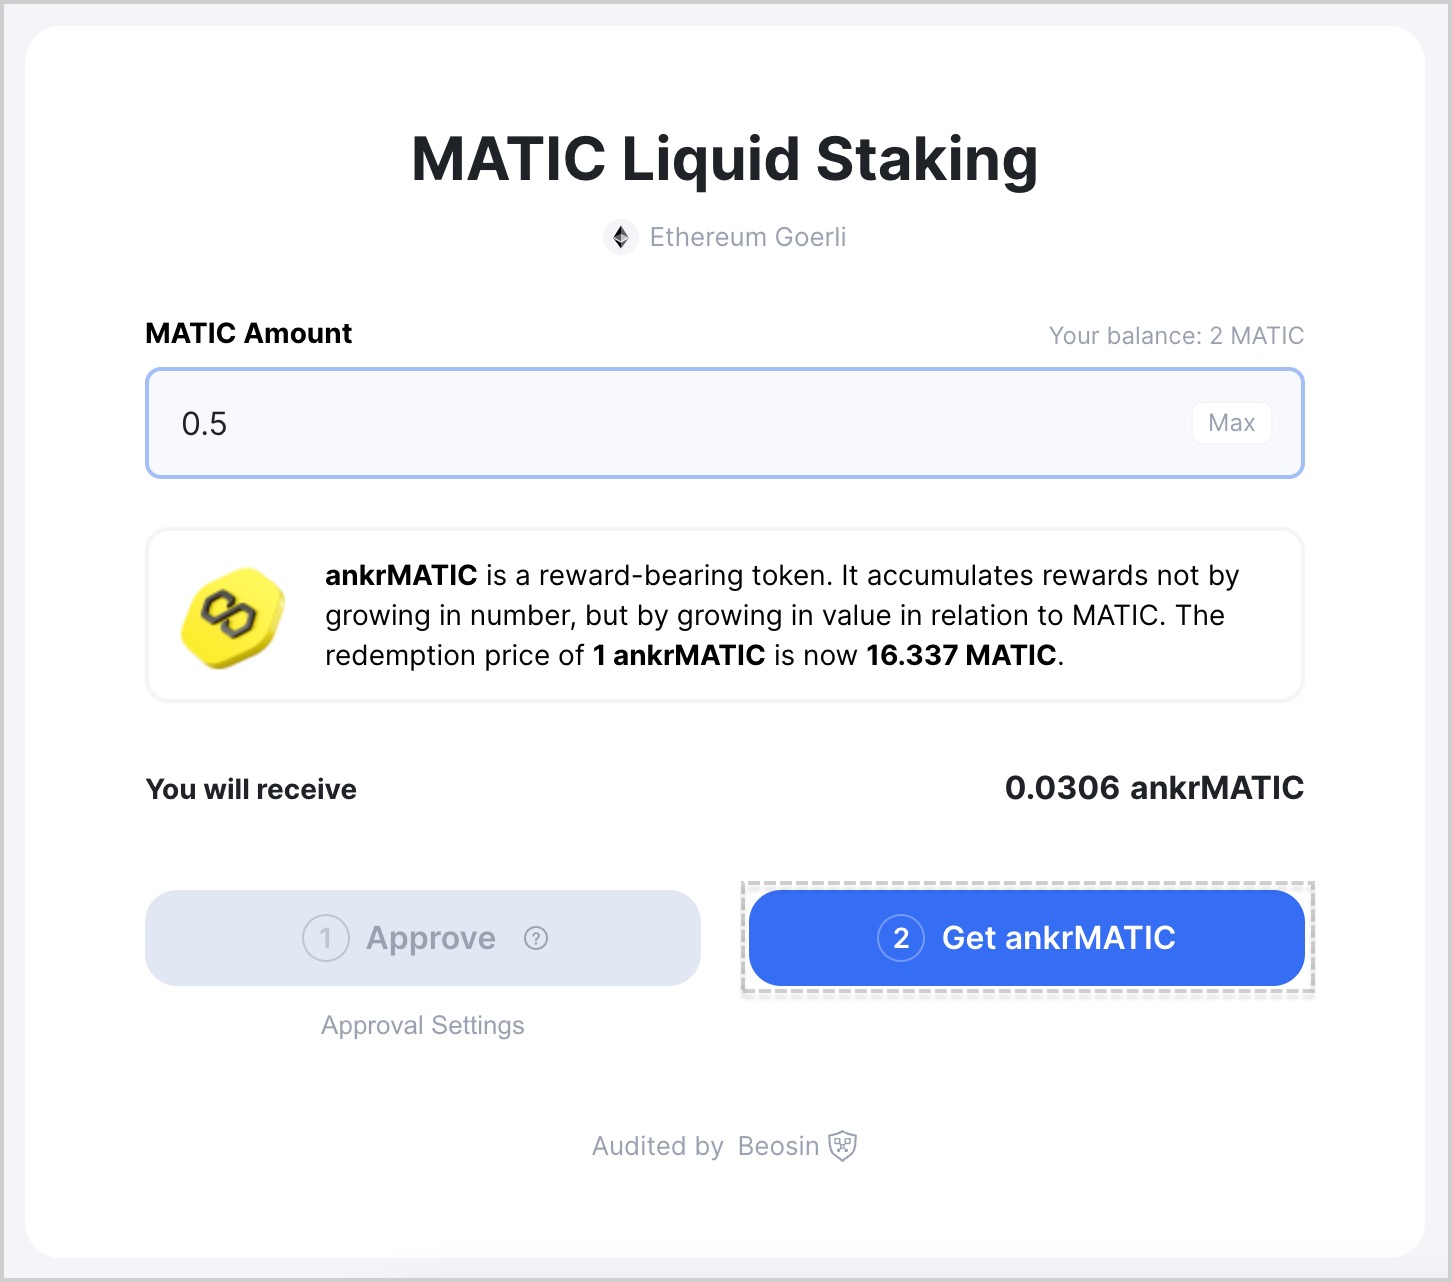 MATIC Liquid Staking
Ethereum Goerli
MATIC Amount
Your balance: 2 MATIC
0.5
Max
ankrMATIC is a reward-bearing token. It accumulates rewards not by
growing in number, but by growing in value in relation to MATIC. The
redemption price of 1 ankrMATIC is now 16.337 MATIC.
You will receive
0.0306 ankrMATIC
1 Approve ?
2 Get ankrMATIC
Approval Settings
Audited by Beosin